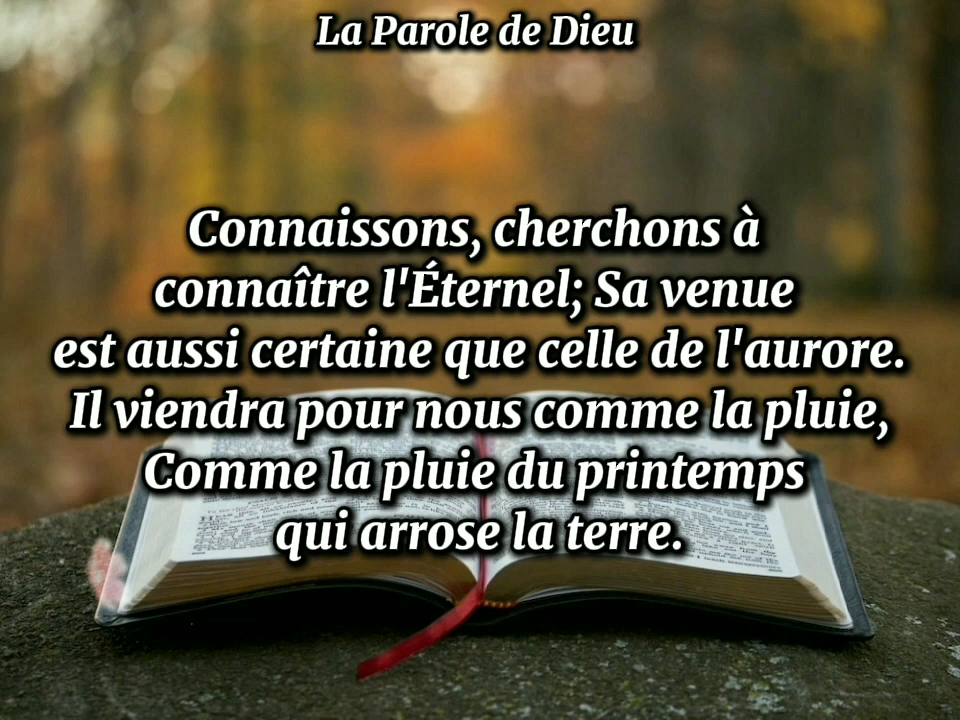 La Parole de Dieu
Connaissons, cherchons à
connaître l'Éternel; Sa venue
est aussi certaine que celle de l'aurore.
Il viendra pour nous comme la pluie,
Comme la pluie du printemps
qui arrose la terre.